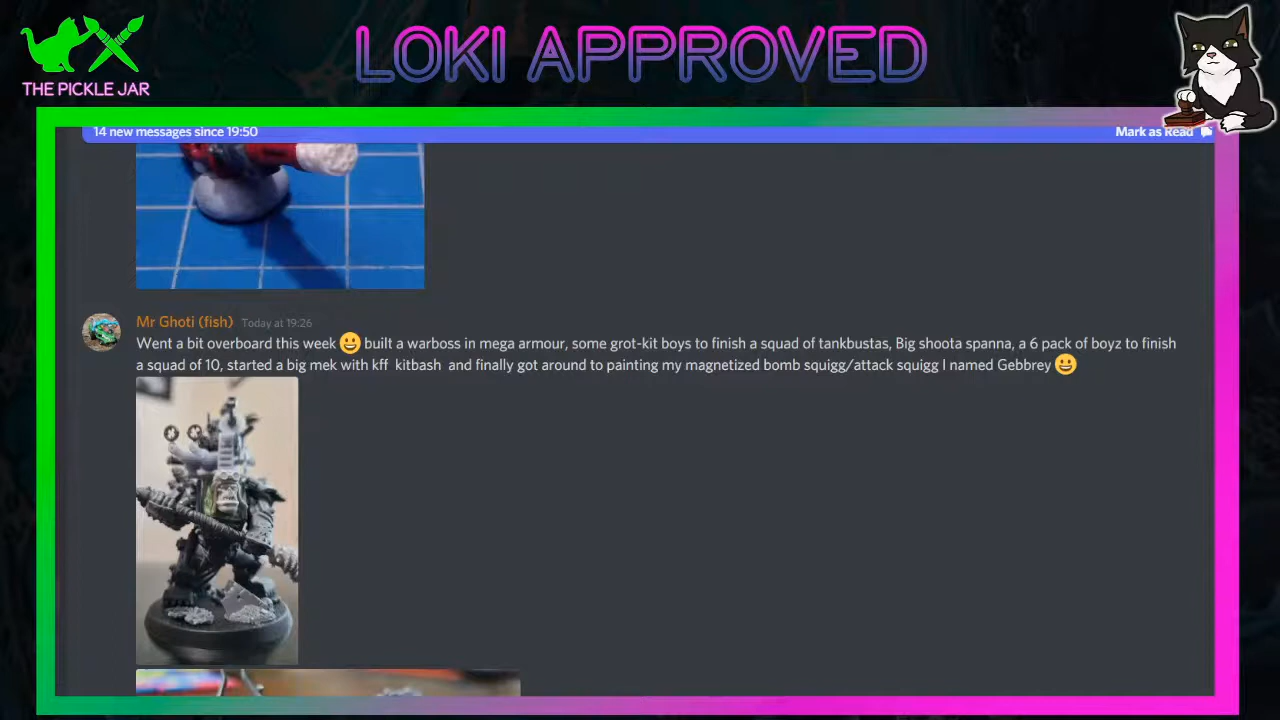 LOKI APPROVED
THE PICKLE JAR
14 new messages since 19:50 Mark as Read
Mr Ghoti (fish) Today at 19:26
Went a bit overboard this week 😀 built a warboss in mega armour, some grot-kit boys to finish a squad of tankbustas, Big shoota spanna, a 6 pack of boyz to finish
a squad of 10, started a big mek with kff kitbash and finally got around to painting my magnetized bomb squigg/attack squigg I named Gebbrey 😀